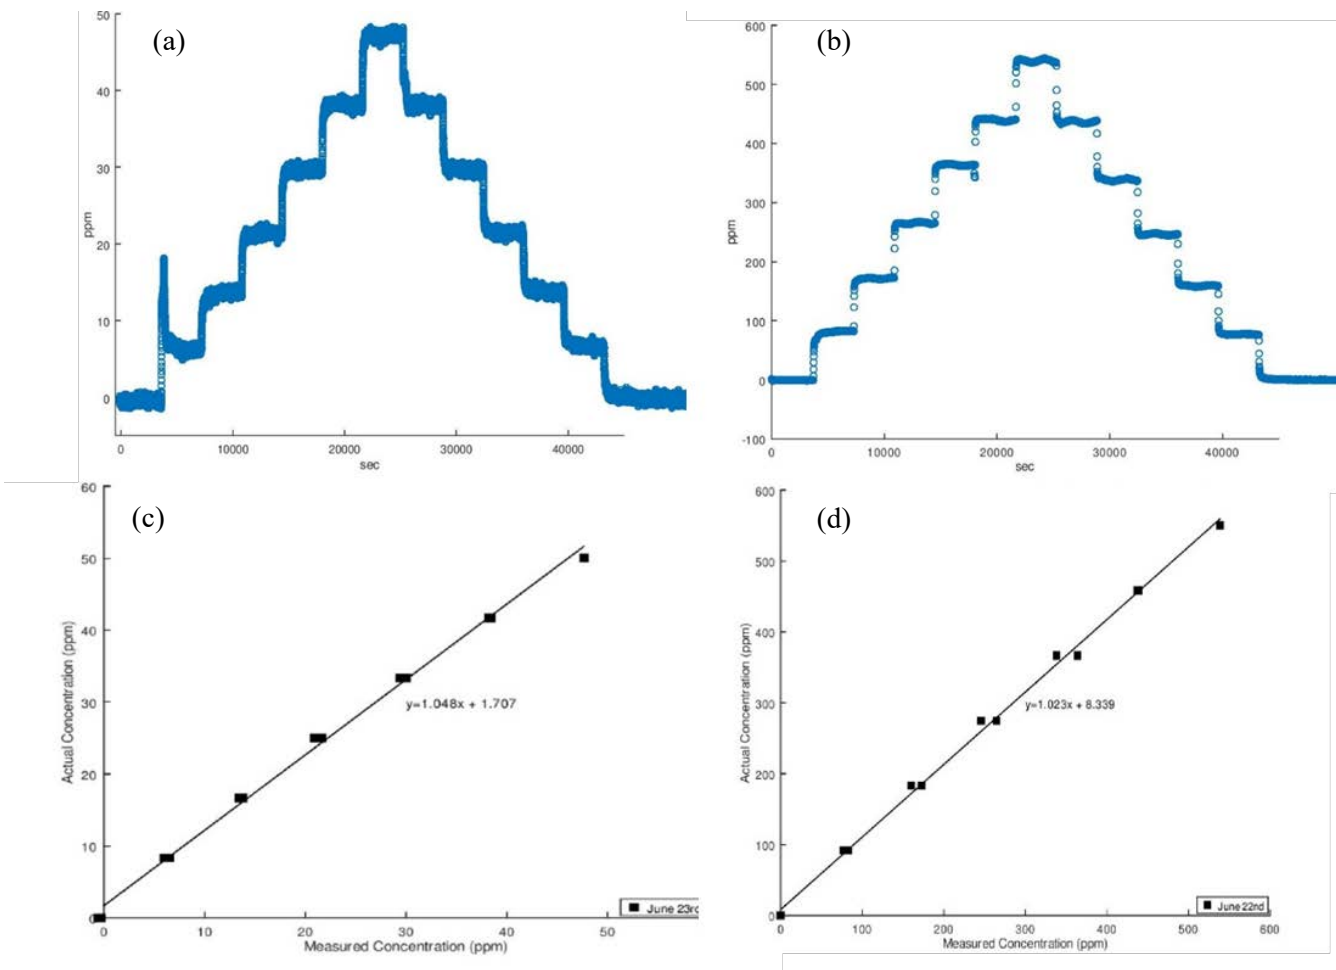 (a)
50
40
30
20
10
0
ppm
0 10000 20000 30000 40000
sec
(b)
600
500
400
300
200
100
0
-100
ppm
0 10000 20000 30000 40000
sec
(c)
60
50
40
30
20
10
0
Actual Concentration (ppm)
y=1.048x + 1.707
June 23rd
0 10 20 30 40 50
Measured Concentration (ppm)
(d)
600
500
400
300
200
100
0
Actual Concentration (ppm)
y=1.023x + 8.339
June 22nd
0 100 200 300 400 500 600
Measured Concentration (ppm)